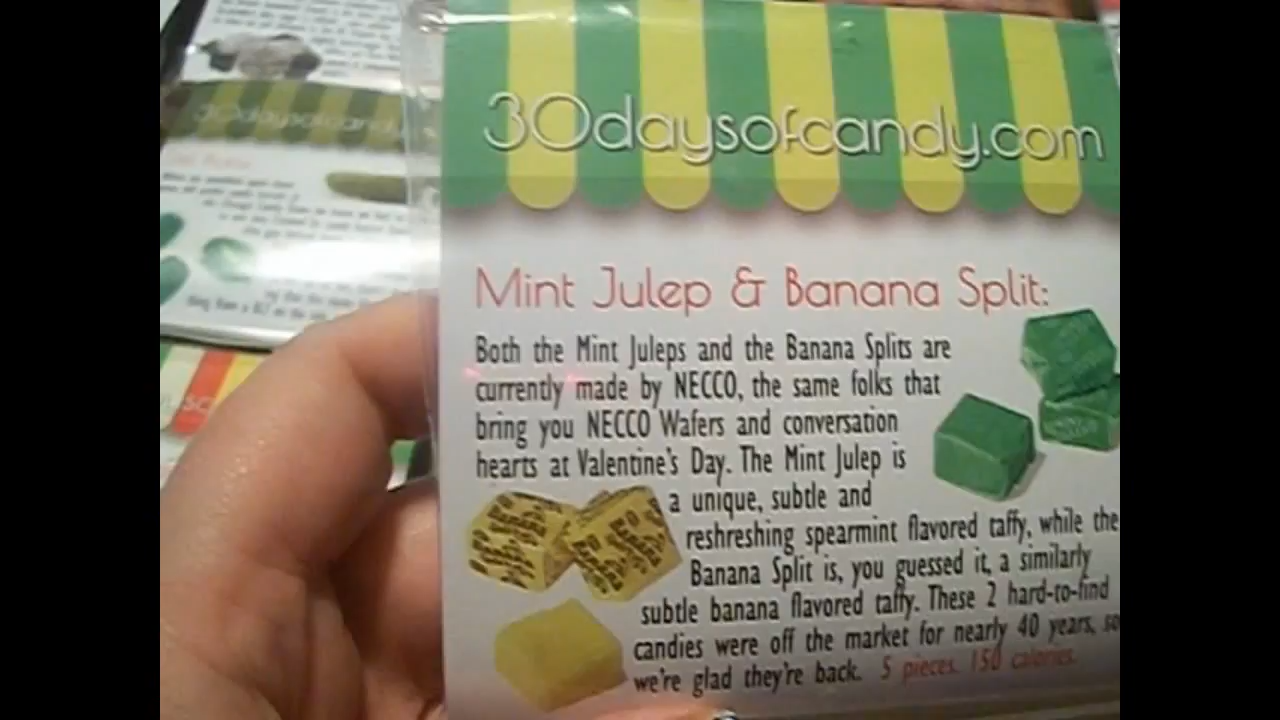 30daysofcandy.com
Mint Julep & Banana Split:
Both the Mint Juleps and the Banana Splits are
currently made by NECCO, the same folks that
bring you NECCO Wafers and conversation
hearts at Valentine's Day. The Mint Julep is
a unique, subtle and
reshreshing spearmint flavored taffy, while the
Banana Split is, you guessed it, a similarly
subtle banana flavored taffy. These 2 hard-to-find
candies were off the market for nearly 40 years, so
we're glad they're back. 5 pieces. 150 calories.
30daysofcandy